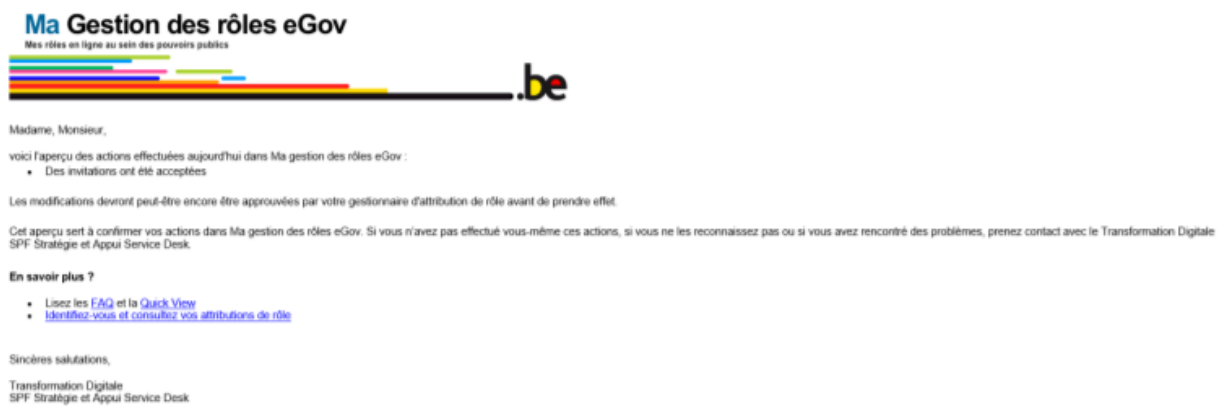 Ma Gestion des rôles eGov
Mes rôles en ligne au sein des pouvoirs publics
.be
Madame, Monsieur,
voici l'aperçu des actions effectuées aujourd'hui dans Ma gestion des rôles eGov :
• Des invitations ont été acceptées
Les modifications devront peut-être encore être approuvées par votre gestionnaire d'attribution de rôle avant de prendre effet.
Cet aperçu sert à confirmer vos actions dans Ma gestion des rôles eGov. Si vous n'avez pas effectué vous-même ces actions, si vous ne les reconnaissez pas ou si vous avez rencontré des problèmes, prenez contact avec le Transformation Digitale
SPF Stratégie et Appui Service Desk.
En savoir plus ?
• Lisez les FAQ et la Quick View
• Identifiez-vous et consultez vos attributions de rôle
Sincères salutations,
Transformation Digitale
SPF Stratégie et Appui Service Desk